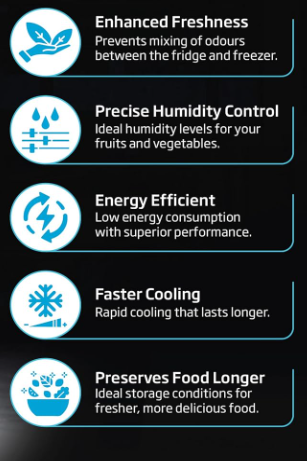 Enhanced Freshness
Prevents mixing of odours
between the fridge and freezer.
Precise Humidity Control
Ideal humidity levels for your
fruits and vegetables.
Energy Efficient
Low energy consumption
with superior performance.
Faster Cooling
Rapid cooling that lasts longer.
Preserves Food Longer
Ideal storage conditions for
fresher, more delicious food.